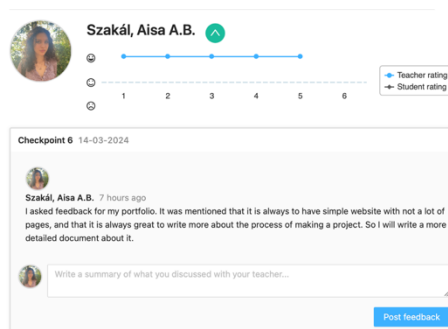 Szakál, Aisa A.B.
Teacher rating
Student rating
1 2 3 4 5 6
Checkpoint 6 14-03-2024
Szakál, Aisa A.B. 7 hours ago
I asked feedback for my portfolio. It was mentioned that it is always to have simple website with not a lot of
pages, and that it is always great to write more about the process of making a project. So I will write a more
detailed document about it.
Write a summary of what you discussed with your teacher...
Post feedback